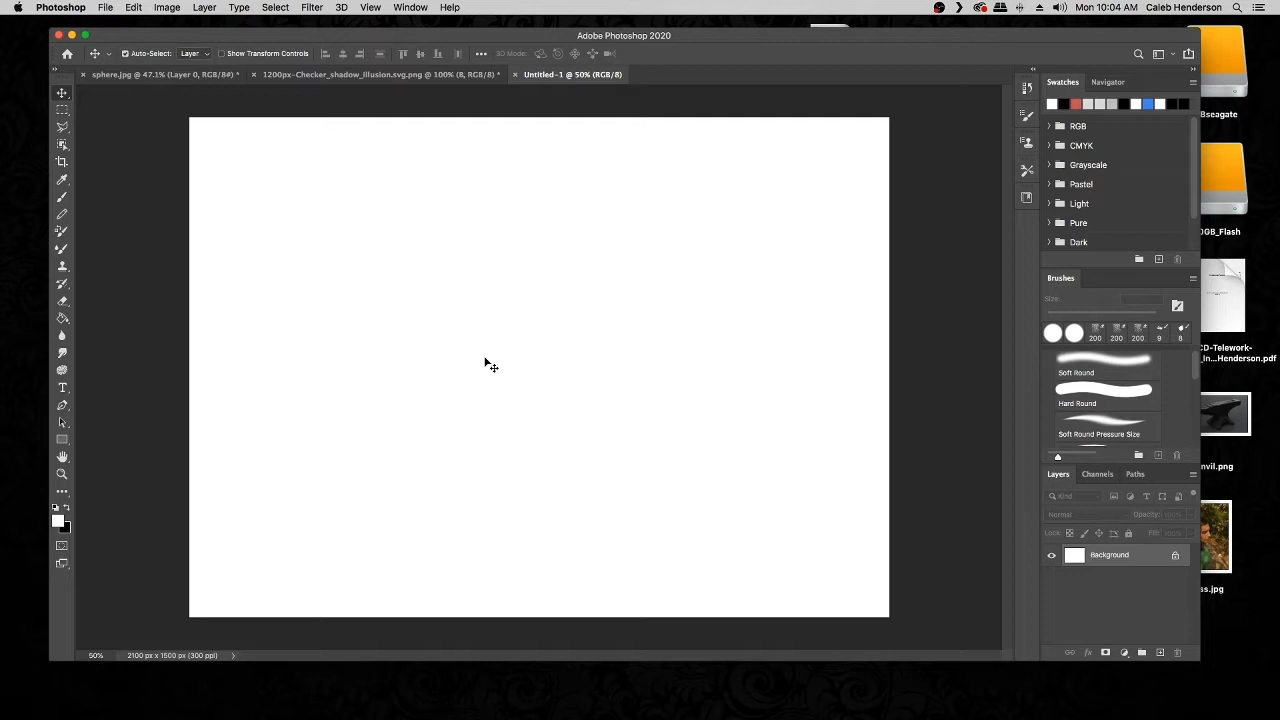 Photoshop File Edit Image Layer Type Select Filter 3D View Window Help Mon 10:04 AM Caleb Henderson
Adobe Photoshop 2020
Auto-Select: Layer Show Transform Controls 3D Mode:
sphere.jpg @ 47.1% (Layer 0, RGB/8#) * 1200px-Checker_shadow_illusion.svg.png @ 100% (B, RGB/8) * Untitled-1 @ 50% (RGB/8)
Swatches Navigator
RGB
CMYK
Grayscale
Pastel
Light
Pure
Dark
Brushes
Size:
200 200 200 9 8
Soft Round
Hard Round
Soft Round Pressure Size
Layers Channels Paths
Kind
Normal Opacity: 100%
Lock: Fill: 100%
Background
50% 2100 px x 1500 px (300 ppi)
Bseagate
0GB_Flash
CD-Telework-
_In...Henderson.pdf
nvil.png
ss.jpg